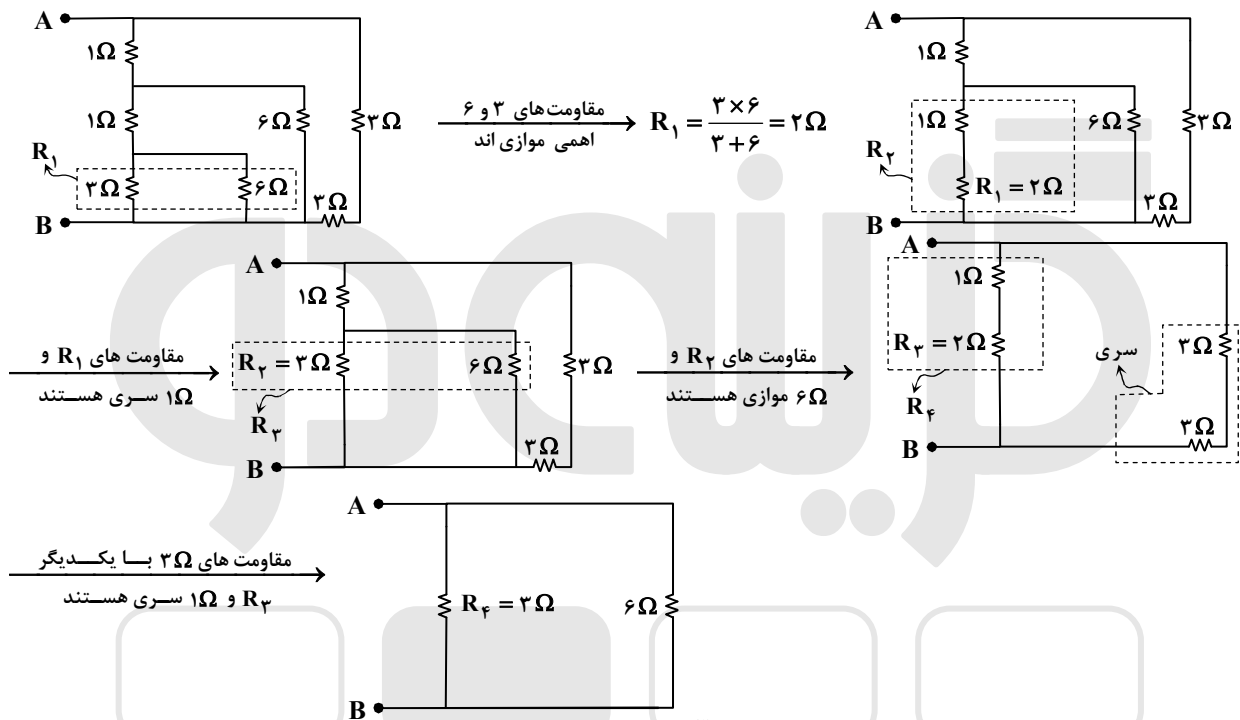 A
۱Ω
۱Ω
۶Ω
۳Ω
R۱
۳Ω
۶Ω
۳Ω
B
مقاومت‌های ۳ و ۶
اهمی موازی اند
R۱ = ۳×۶ / ۳+۶ = ۲Ω
A
۱Ω
۱Ω
۶Ω
۳Ω
R۲
R۱ = ۲Ω
۳Ω
B
مقاومت های R۱ و
۱Ω سری هستند
A
۱Ω
R۲ = ۳Ω
۶Ω
۳Ω
R۳
۳Ω
B
مقاومت های R۲ و
۶Ω موازی هستند
A
۱Ω
R۳ = ۲Ω
۳Ω
سری
R۴
۳Ω
B
مقاومت های ۳Ω با یکدیگر
R۳ و ۱Ω سری هستند
A
R۴ = ۳Ω
۶Ω
B
گزینه دو